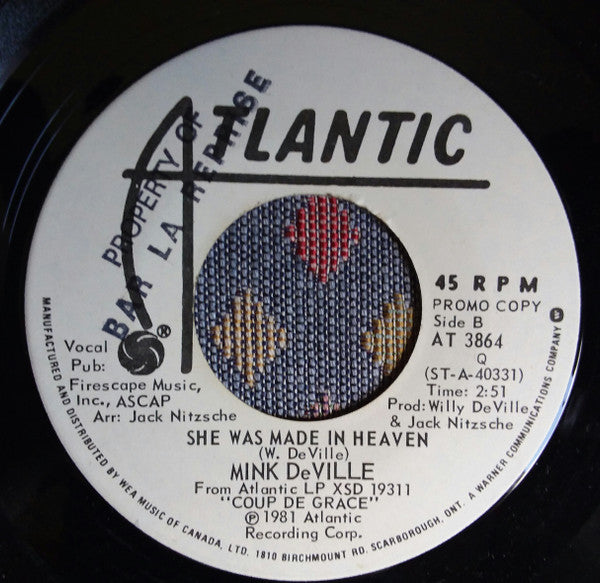 ATLANTIC
PROPERTY OF
BAR LA REPRISE
45 RPM
PROMO COPY
Side B
AT 3864
Q
(ST-A-40331)
Time: 2:51
Prod: Willy DeVille
& Jack Nitzsche
Vocal
Pub:
®
Firescape Music,
Inc., ASCAP
Arr: Jack Nitzsche
SHE WAS MADE IN HEAVEN
(W. DeVille)
MINK DeVILLE
From Atlantic LP XSD 19311
"COUP DE GRACE"
℗ 1981 Atlantic
Recording Corp.
MANUFACTURED AND DISTRIBUTED BY WEA MUSIC OF CANADA, LTD. 1810 BIRCHMOUNT RD. SCARBOROUGH, ONT. A WARNER COMMUNICATIONS COMPANY